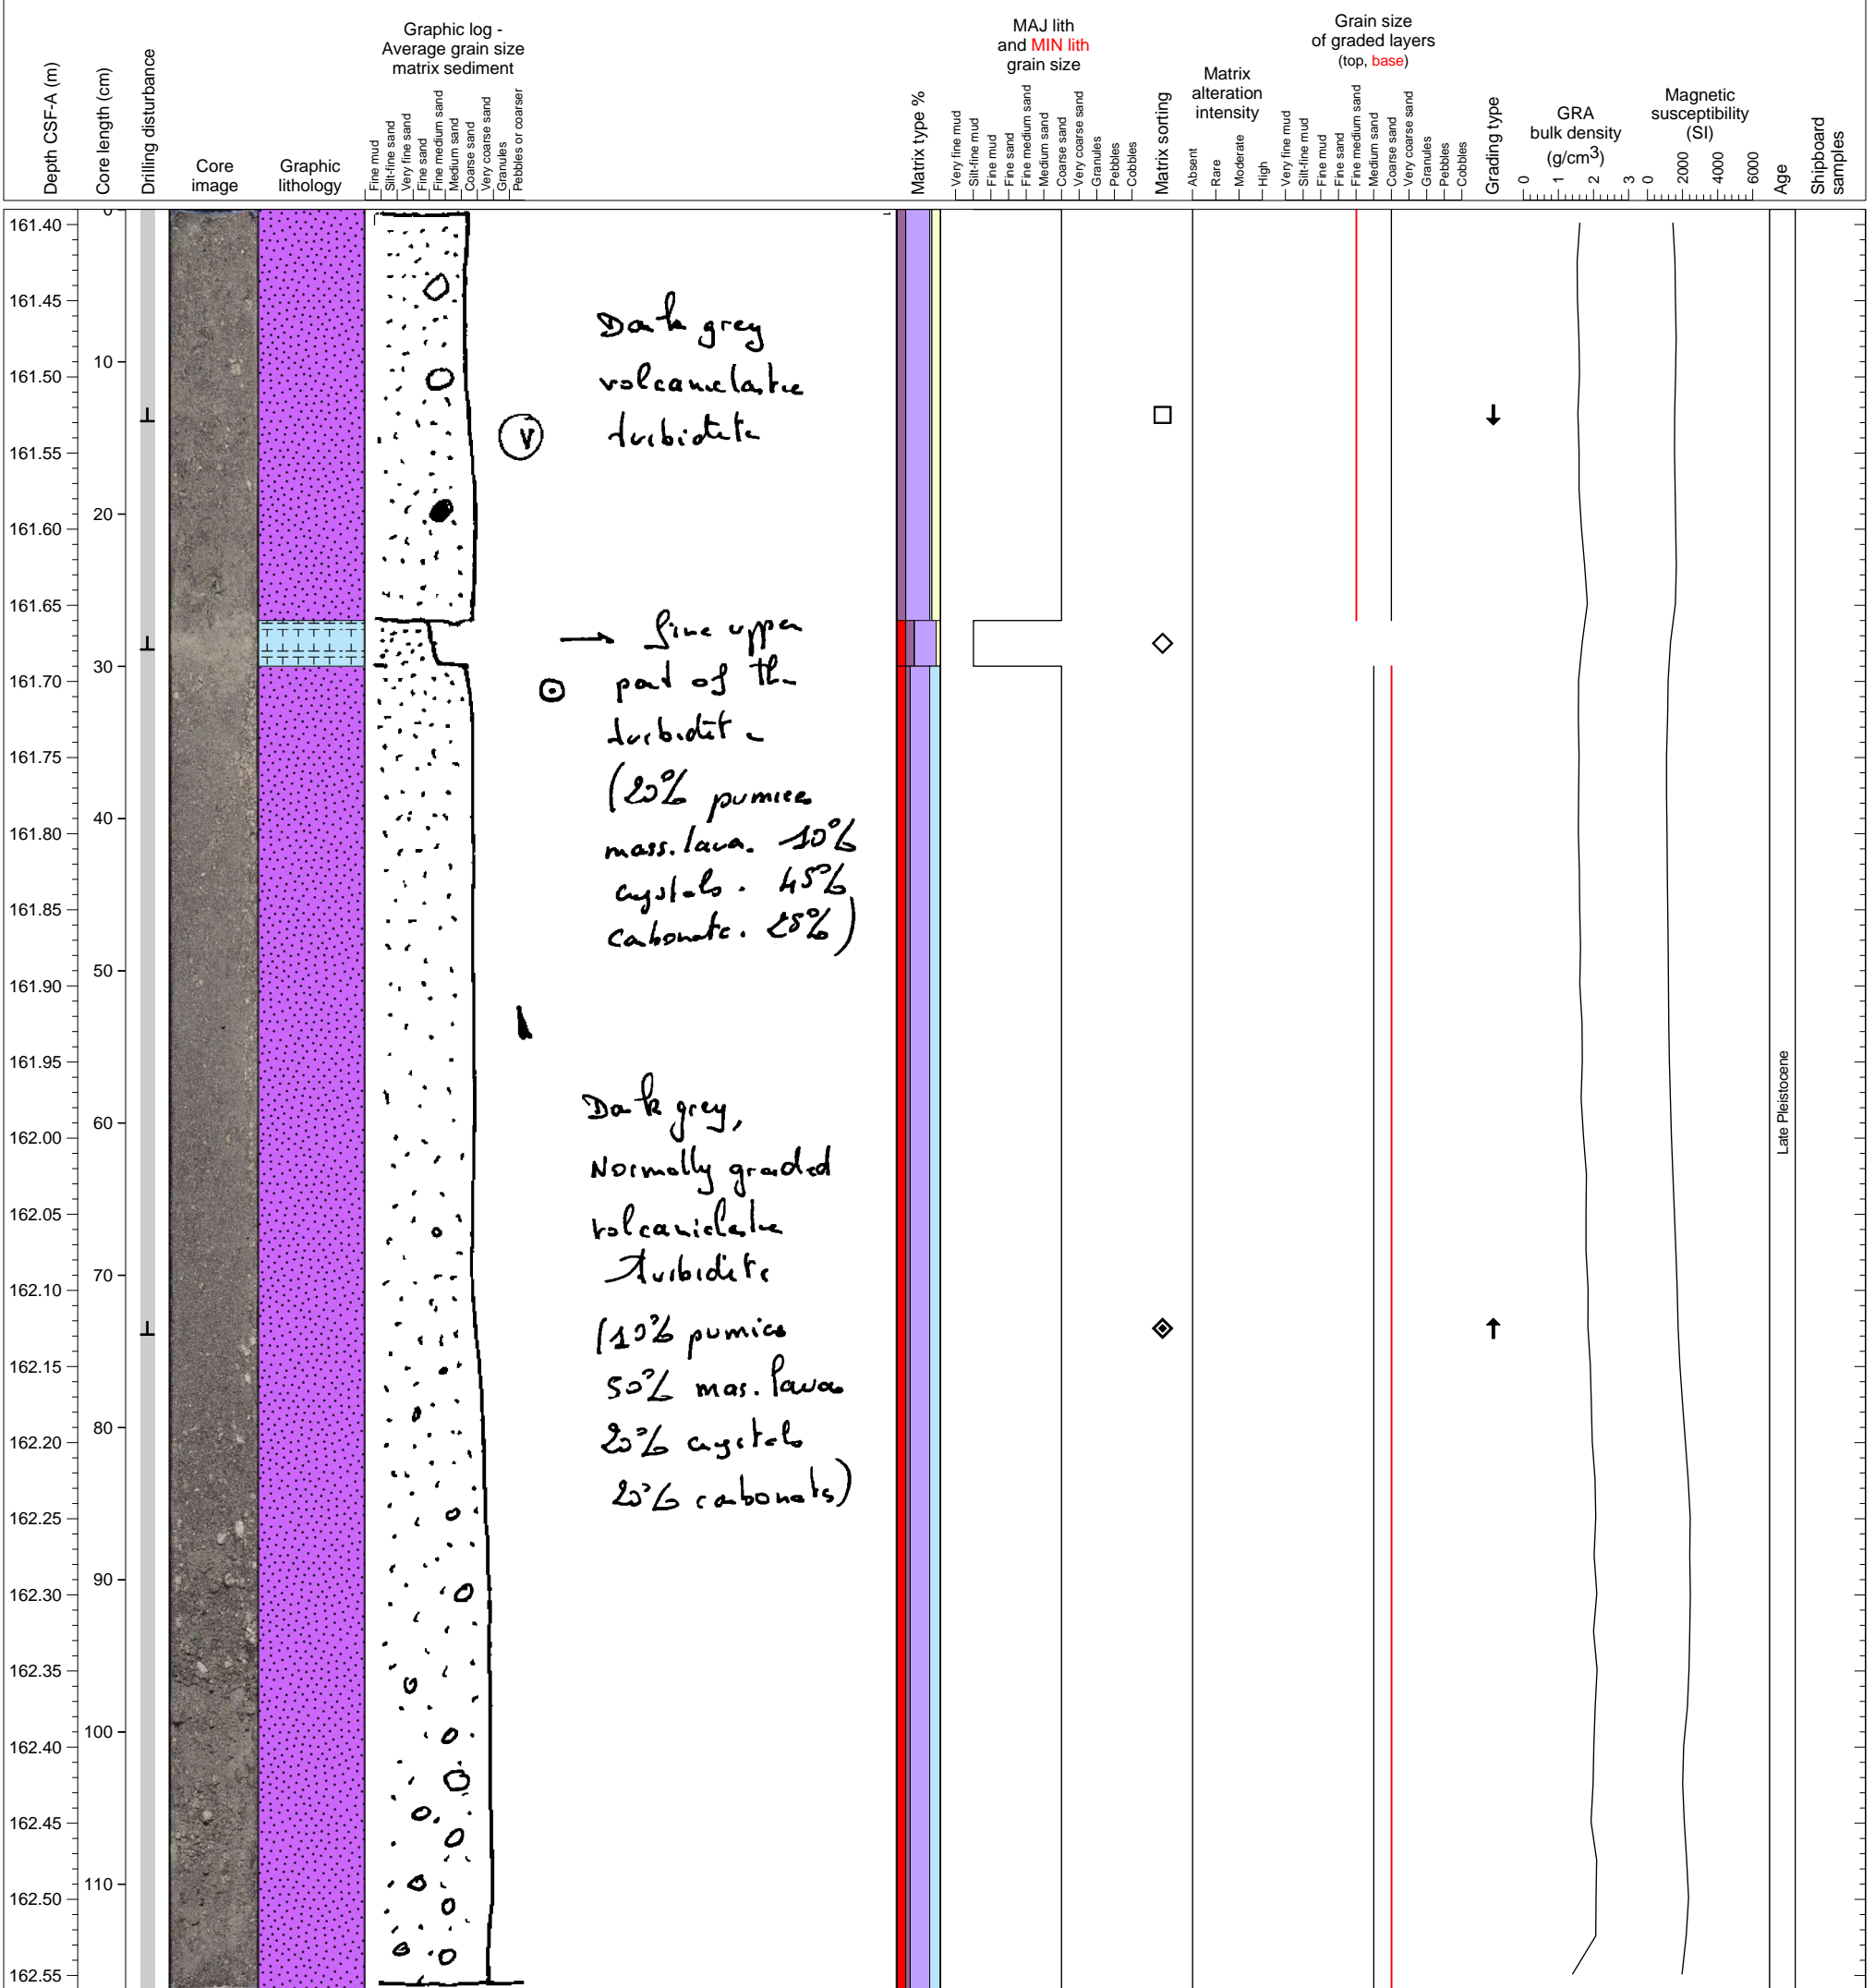 Depth CSF-A (m)
Core length (cm)
Drilling disturbance
Core
image
Graphic
lithology
Graphic log -
Average grain size
matrix sediment
Fine mud
Silt-fine sand
Very fine sand
Fine sand
Fine medium sand
Medium sand
Coarse sand
Very coarse sand
Granules
Pebbles or coarser
Matrix type %
MAJ lith
and MIN lith
grain size
Very fine mud
Silt-fine mud
Fine mud
Fine sand
Fine medium sand
Medium sand
Coarse sand
Very coarse sand
Granules
Pebbles
Cobbles
Matrix sorting
Matrix
alteration
intensity
Absent
Rare
Moderate
High
Grain size
of graded layers
(top, base)
Very fine mud
Silt-fine mud
Fine mud
Fine sand
Fine medium sand
Medium sand
Coarse sand
Very coarse sand
Granules
Pebbles
Cobbles
Grading type
GRA
bulk density
(g/cm3)
0 1 2 3
Magnetic
susceptibility
(SI)
0 2000 4000 6000
Age
Shipboard
samples
161.40
161.45
161.50
161.55
161.60
161.65
161.70
161.75
161.80
161.85
161.90
161.95
162.00
162.05
162.10
162.15
162.20
162.25
162.30
162.35
162.40
162.45
162.50
162.55
0
10
20
30
40
50
60
70
80
90
100
110
Dark grey
volcaniclastic
turbidite
V
fine upper
part of the
turbidite
(20% pumice
mass. lava. 10%
crystals. 45%
carbonate. 25%)
Dark grey,
Normally graded
volcaniclastic
turbidite
(10% pumice
50% mas. lava
20% crystals
20% carbonats)
Late Pleistocene